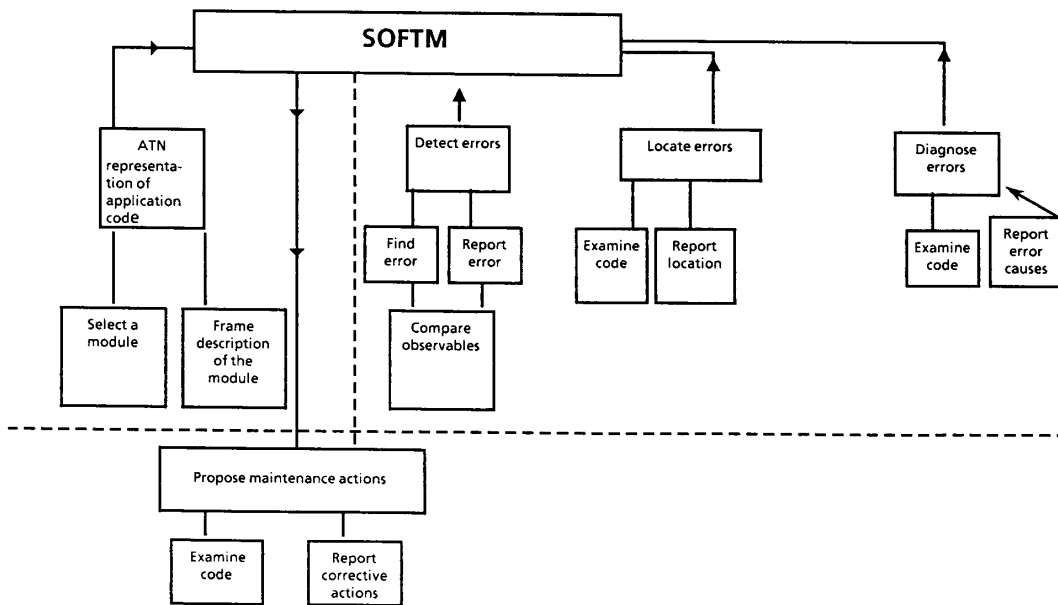 SOFTM
ATN
representa-
tion of
application
code
Detect errors
Locate errors
Diagnose
errors
Find
error
Report
error
Examine
code
Report
location
Examine
code
Report
error
causes
Select a
module
Frame
description
of the
module
Compare
observables
Propose maintenance actions
Examine
code
Report
corrective
actions